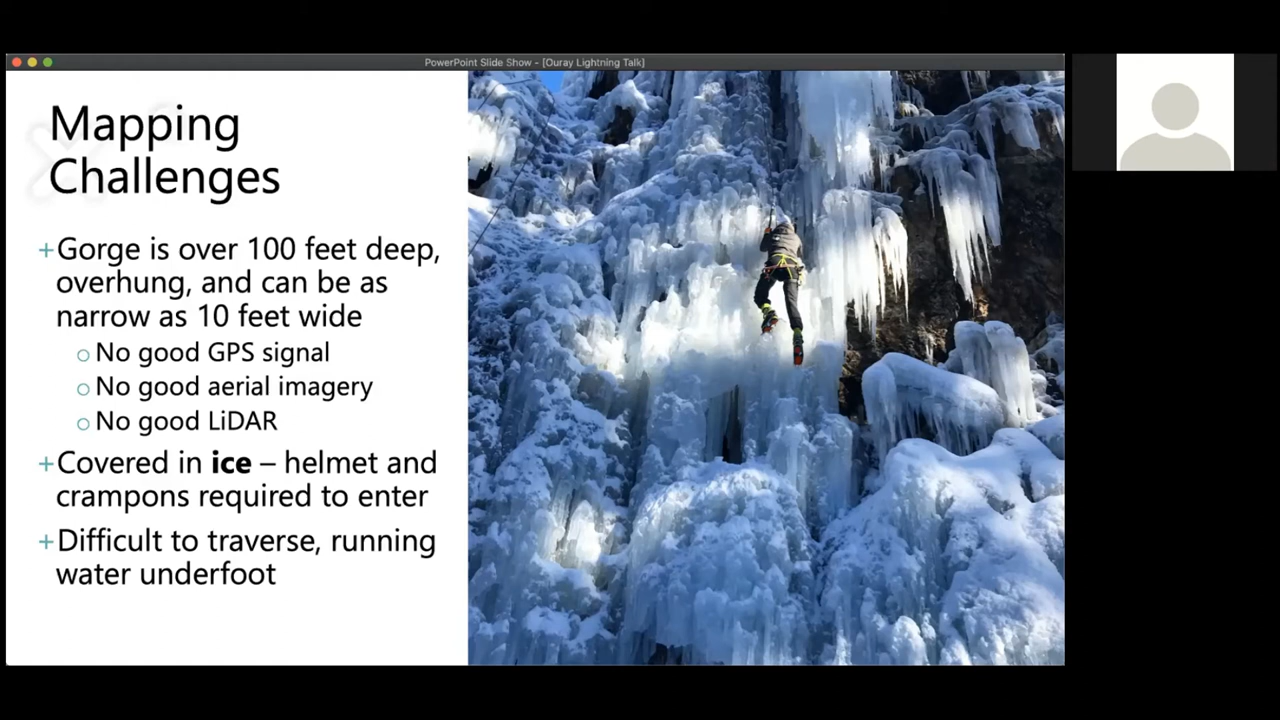 PowerPoint Slide Show - [Ouray Lightning Talk]
Mapping
Challenges
+Gorge is over 100 feet deep,
overhung, and can be as
narrow as 10 feet wide
○ No good GPS signal
○ No good aerial imagery
○ No good LiDAR
+Covered in ice – helmet and
crampons required to enter
+Difficult to traverse, running
water underfoot